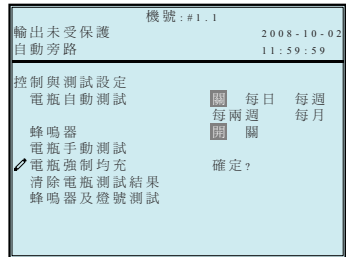 機號:#1.1
輸出未受保護 2008-10-02
自動旁路 11:59:59
控制與測試設定
電瓶自動測試 關 每日 每週
每兩週 每月
蜂鳴器 開 關
電瓶手動測試
電瓶強制均充 確定?
清除電瓶測試結果
蜂鳴器及燈號測試